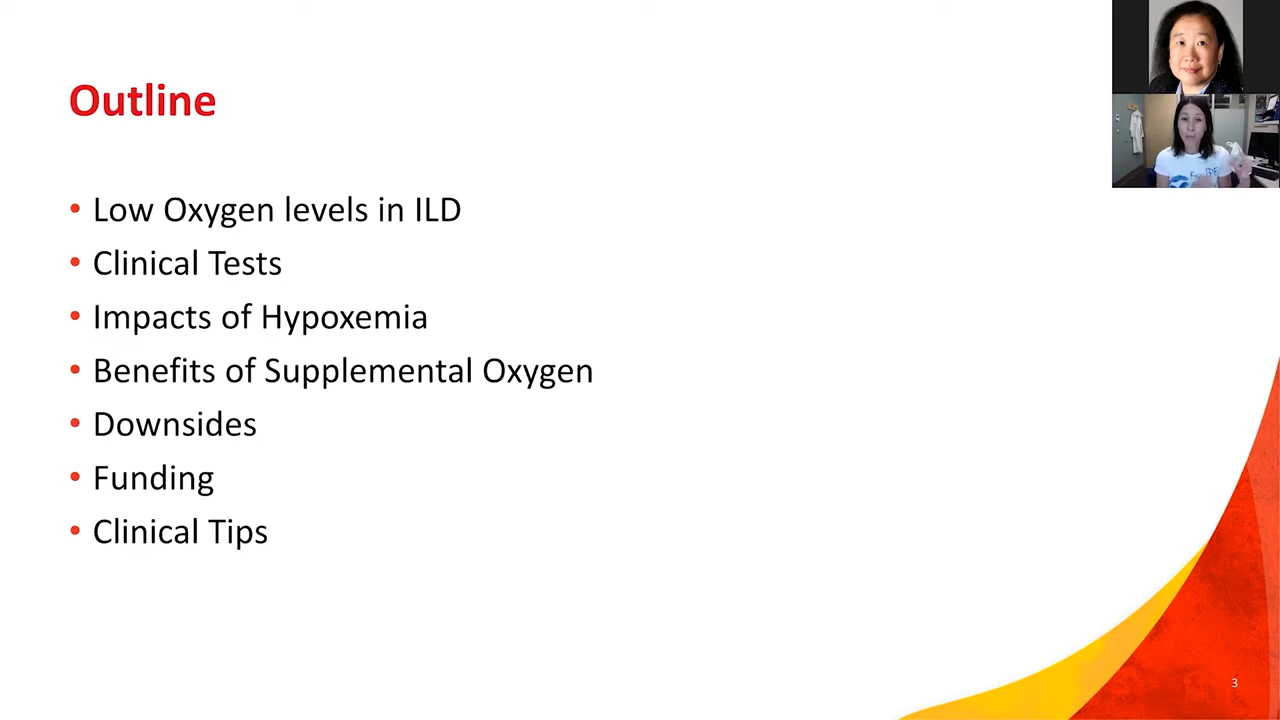 Outline
• Low Oxygen levels in ILD
• Clinical Tests
• Impacts of Hypoxemia
• Benefits of Supplemental Oxygen
• Downsides
• Funding
• Clinical Tips
3